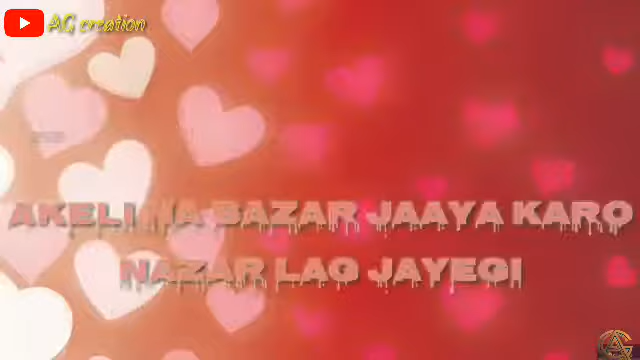 AG creation
AKELI NA BAZAR JAAYA KARO
NAZAR LAG JAYEGI